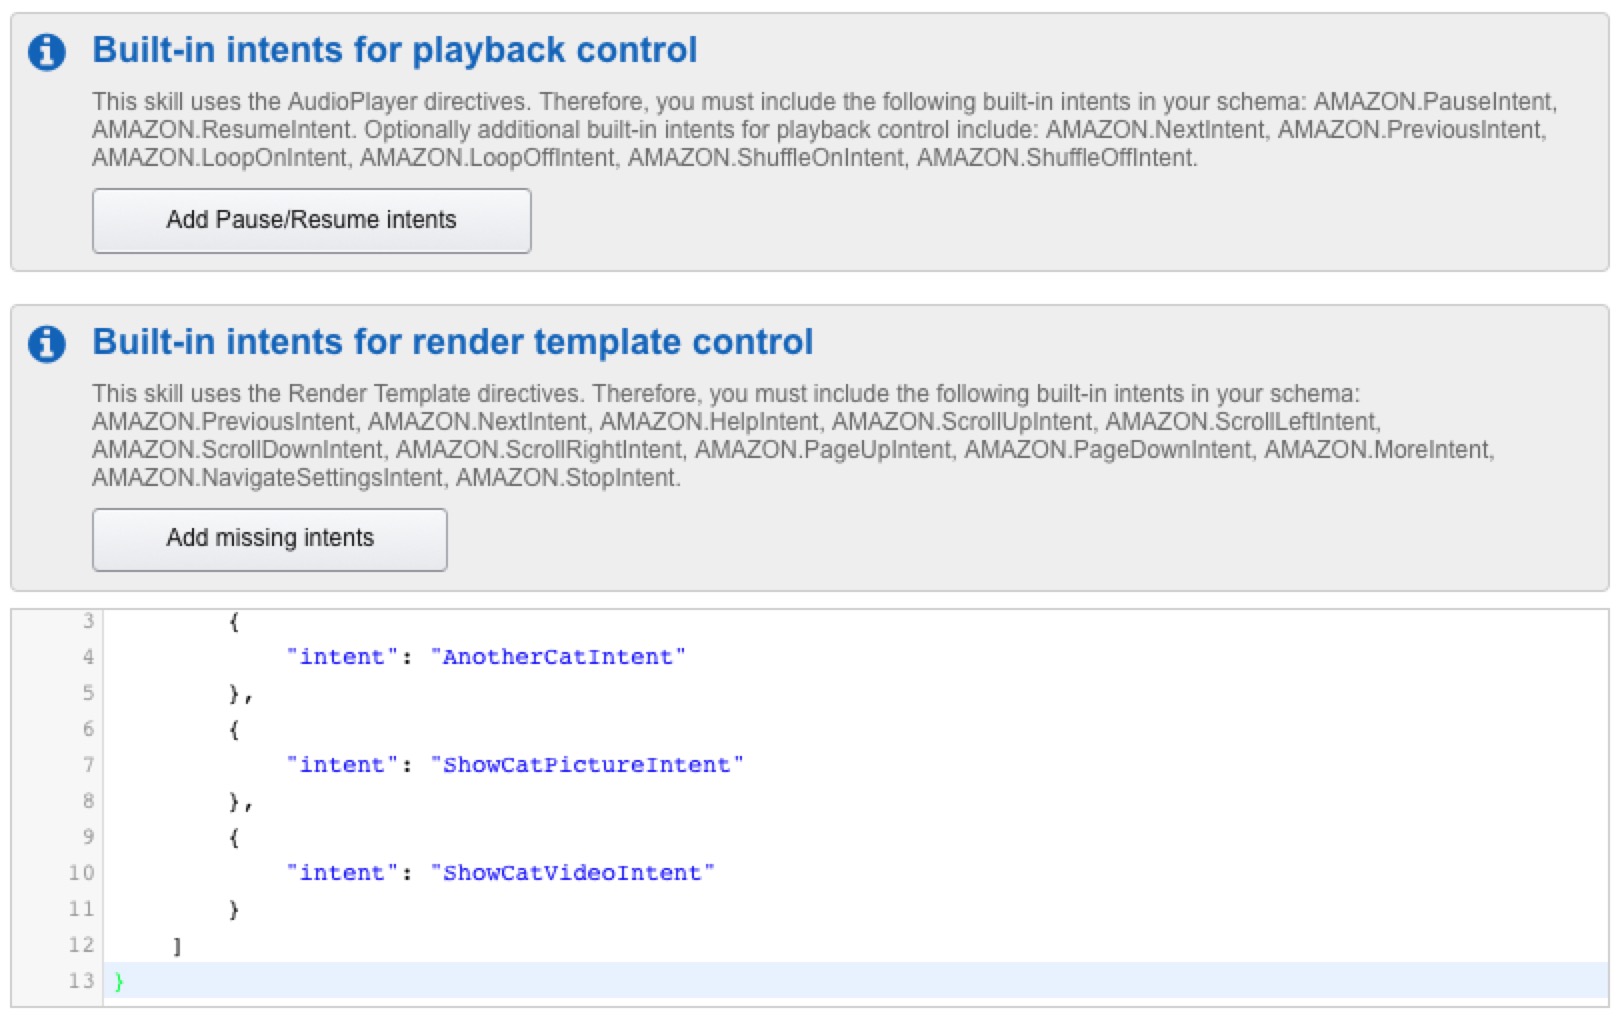 Built-in intents for playback control
This skill uses the AudioPlayer directives. Therefore, you must include the following built-in intents in your schema: AMAZON.PauseIntent,
AMAZON.ResumeIntent. Optionally additional built-in intents for playback control include: AMAZON.NextIntent, AMAZON.PreviousIntent,
AMAZON.LoopOnIntent, AMAZON.LoopOffIntent, AMAZON.ShuffleOnIntent, AMAZON.ShuffleOffIntent.
Add Pause/Resume intents
Built-in intents for render template control
This skill uses the Render Template directives. Therefore, you must include the following built-in intents in your schema:
AMAZON.PreviousIntent, AMAZON.NextIntent, AMAZON.HelpIntent, AMAZON.ScrollUpIntent, AMAZON.ScrollLeftIntent,
AMAZON.ScrollDownIntent, AMAZON.ScrollRightIntent, AMAZON.PageUpIntent, AMAZON.PageDownIntent, AMAZON.MoreIntent,
AMAZON.NavigateSettingsIntent, AMAZON.StopIntent.
Add missing intents
3 {
4 "intent": "AnotherCatIntent"
5 },
6 {
7 "intent": "ShowCatPictureIntent"
8 },
9 {
10 "intent": "ShowCatVideoIntent"
11 }
12 ]
13 }